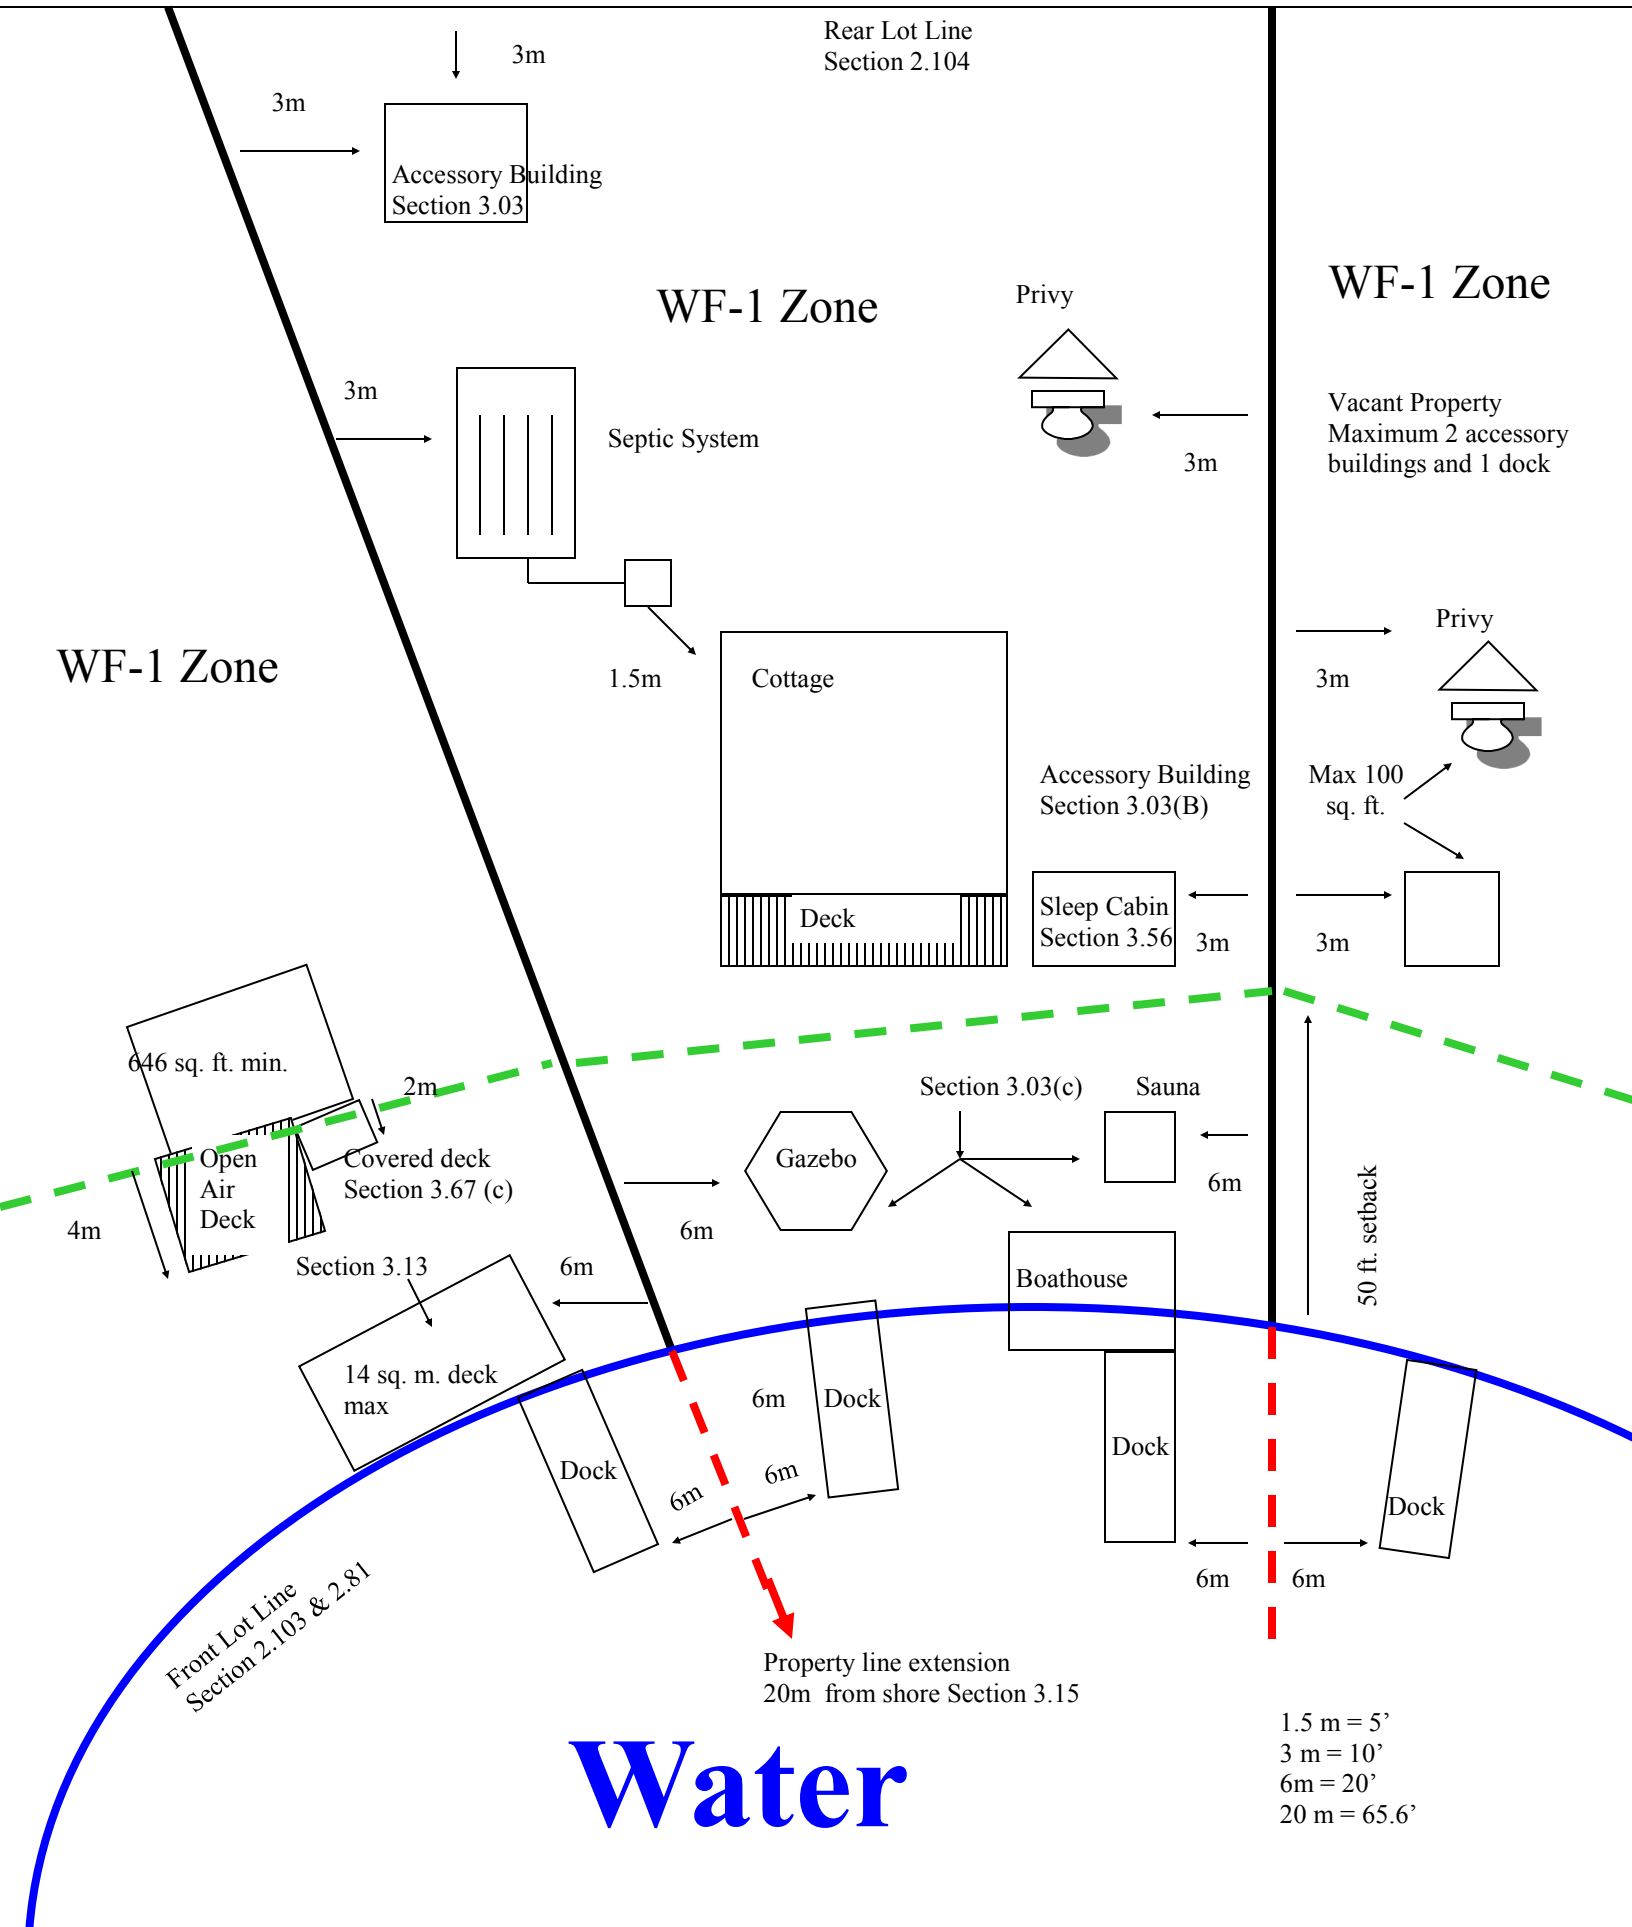 Rear Lot Line
Section 2.104
3m
3m
Accessory Building
Section 3.03
WF-1 Zone
Privy
WF-1 Zone
3m
Septic System
3m
Vacant Property
Maximum 2 accessory
buildings and 1 dock
WF-1 Zone
1.5m
Cottage
Privy
3m
Accessory Building
Section 3.03(B)
Max 100
sq. ft.
Deck
Sleep Cabin
Section 3.56
3m
3m
646 sq. ft. min.
2m
Section 3.03(c)
Sauna
Open
Air
Deck
Covered deck
Section 3.67 (c)
Gazebo
6m
4m
6m
50 ft. setback
Section 3.13
6m
Boathouse
14 sq. m. deck
max
6m
Dock
Dock
6m
6m
Dock
Dock
6m
6m
Front Lot Line
Section 2.103 & 2.81
Property line extension
20m  from shore Section 3.15
Water
1.5 m = 5’
3 m = 10’
6m = 20’
20 m = 65.6’